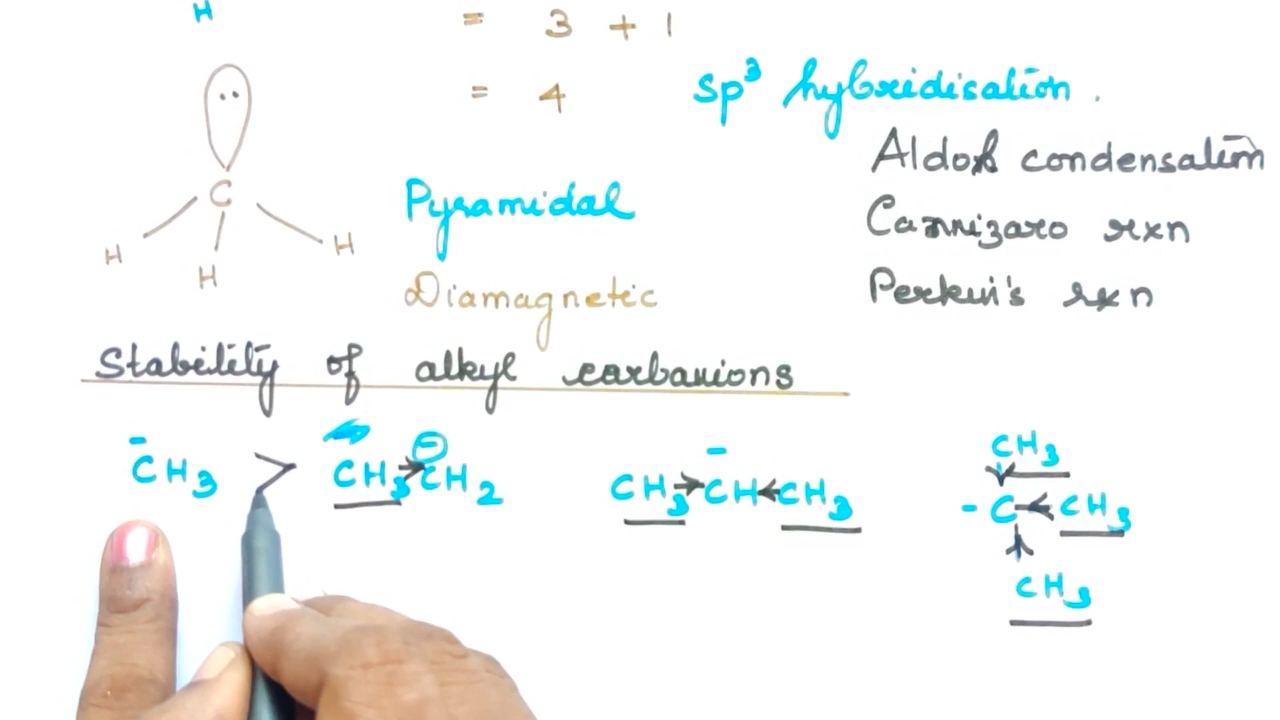 H
= 3 + 1
= 4 sp³ hybridisation.
Aldol condensation
C
Pyramidal
Cannizaro rxn
H H H
Diamagnetic
Perkin's rxn
Stability of alkyl carbanions
⁻CH₃ > CH₃→⊖CH₂ CH₃→⁻CH←CH₃
CH₃
-C←CH₃
CH₃